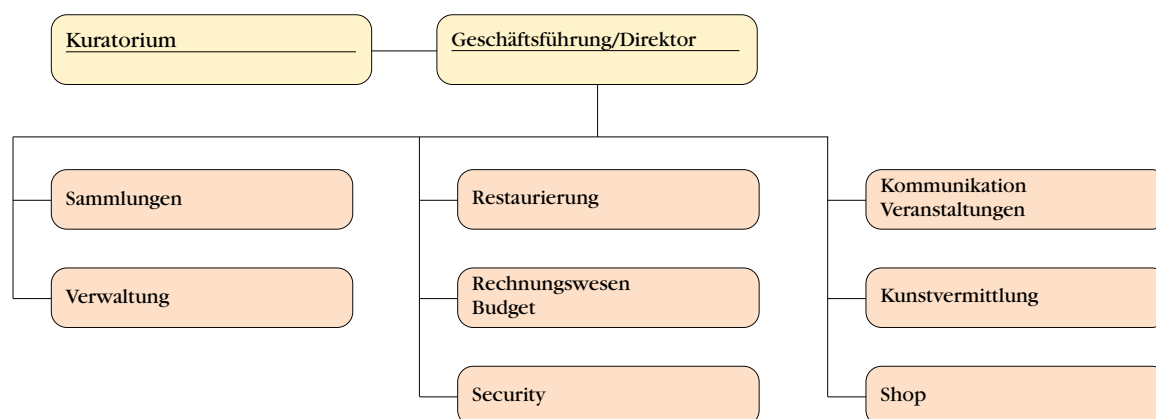 Kuratorium
Geschäftsführung/Direktor
Sammlungen
Restaurierung
Kommunikation
Veranstaltungen
Verwaltung
Rechnungswesen
Budget
Kunstvermittlung
Security
Shop